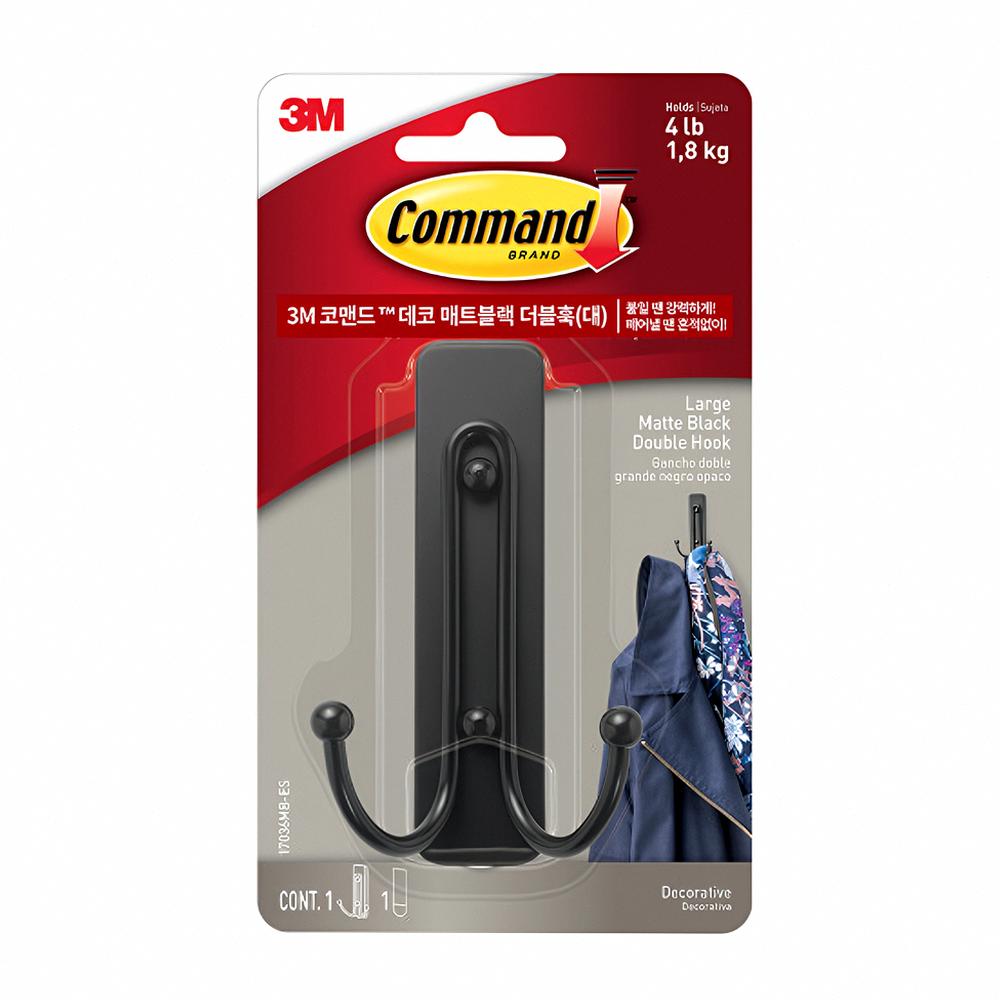 3M
Holds | Sujeta
4 lb
1,8 kg
Command™
BRAND
3M 코맨드™ 데코 매트블랙 더블훅(대)
붙일 땐 강력하게!
떼어낼 땐 흔적없이!
Large
Matte Black
Double Hook
Gancho doble
grande negro opaco
17036MB-ES
CONT. 1 1
Decorative
Decorativa